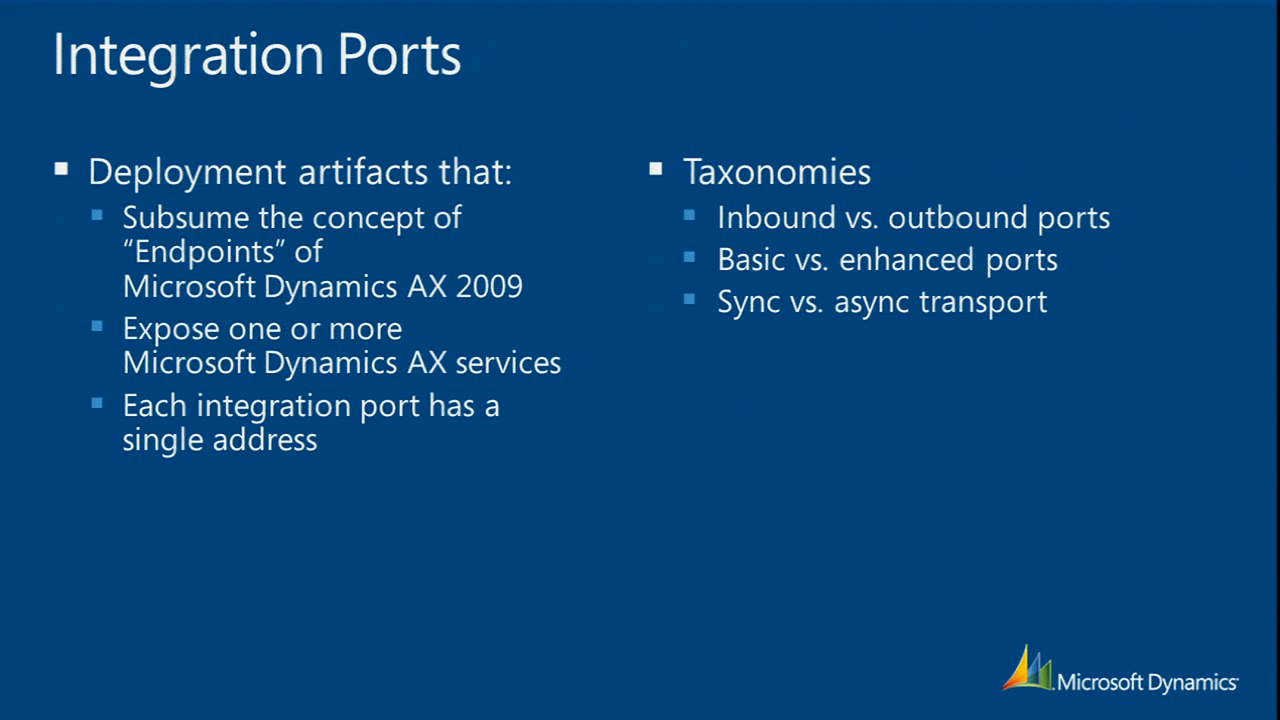 Integration Ports
Deployment artifacts that:
Subsume the concept of
“Endpoints” of
Microsoft Dynamics AX 2009
Expose one or more
Microsoft Dynamics AX services
Each integration port has a
single address
Taxonomies
Inbound vs. outbound ports
Basic vs. enhanced ports
Sync vs. async transport
Microsoft Dynamics